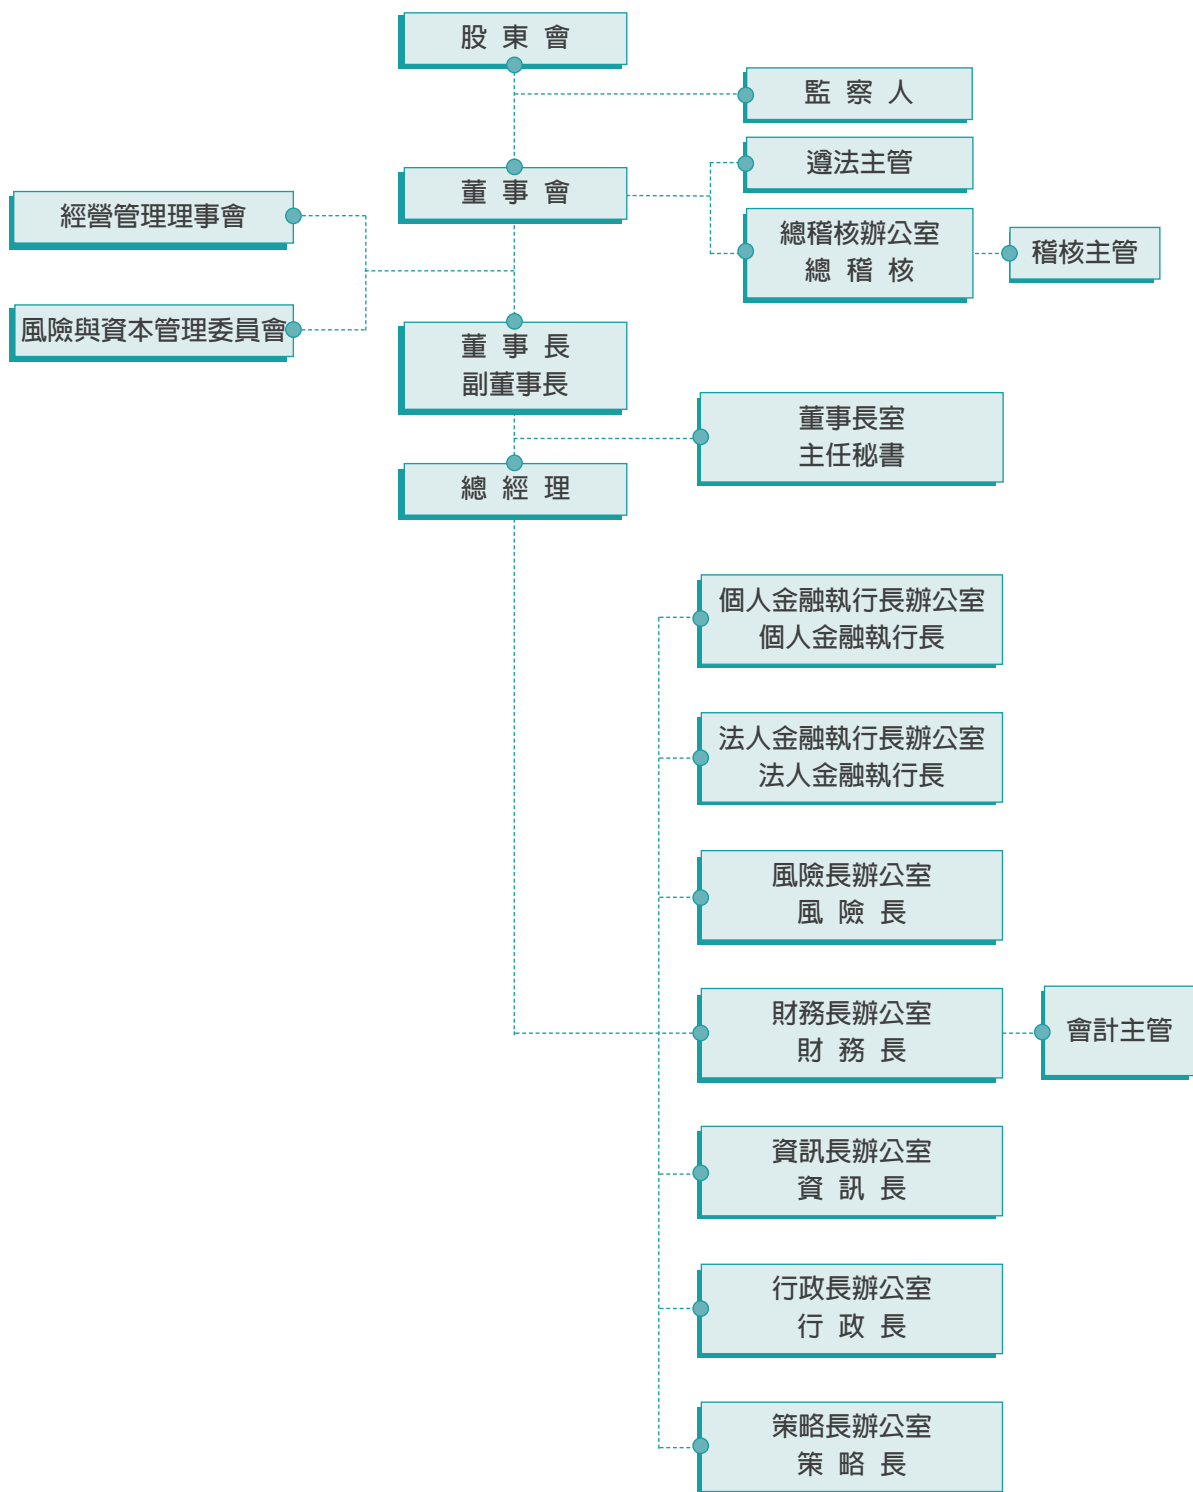 股 東 會
監 察 人
遵法主管
董 事 會
經營管理理事會
總稽核辦公室
總 稽 核
稽核主管
風險與資本管理委員會
董 事 長
副董事長
董事長室
主任秘書
總 經 理
個人金融執行長辦公室
個人金融執行長
法人金融執行長辦公室
法人金融執行長
風險長辦公室
風 險 長
財務長辦公室
財 務 長
會計主管
資訊長辦公室
資 訊 長
行政長辦公室
行 政 長
策略長辦公室
策 略 長